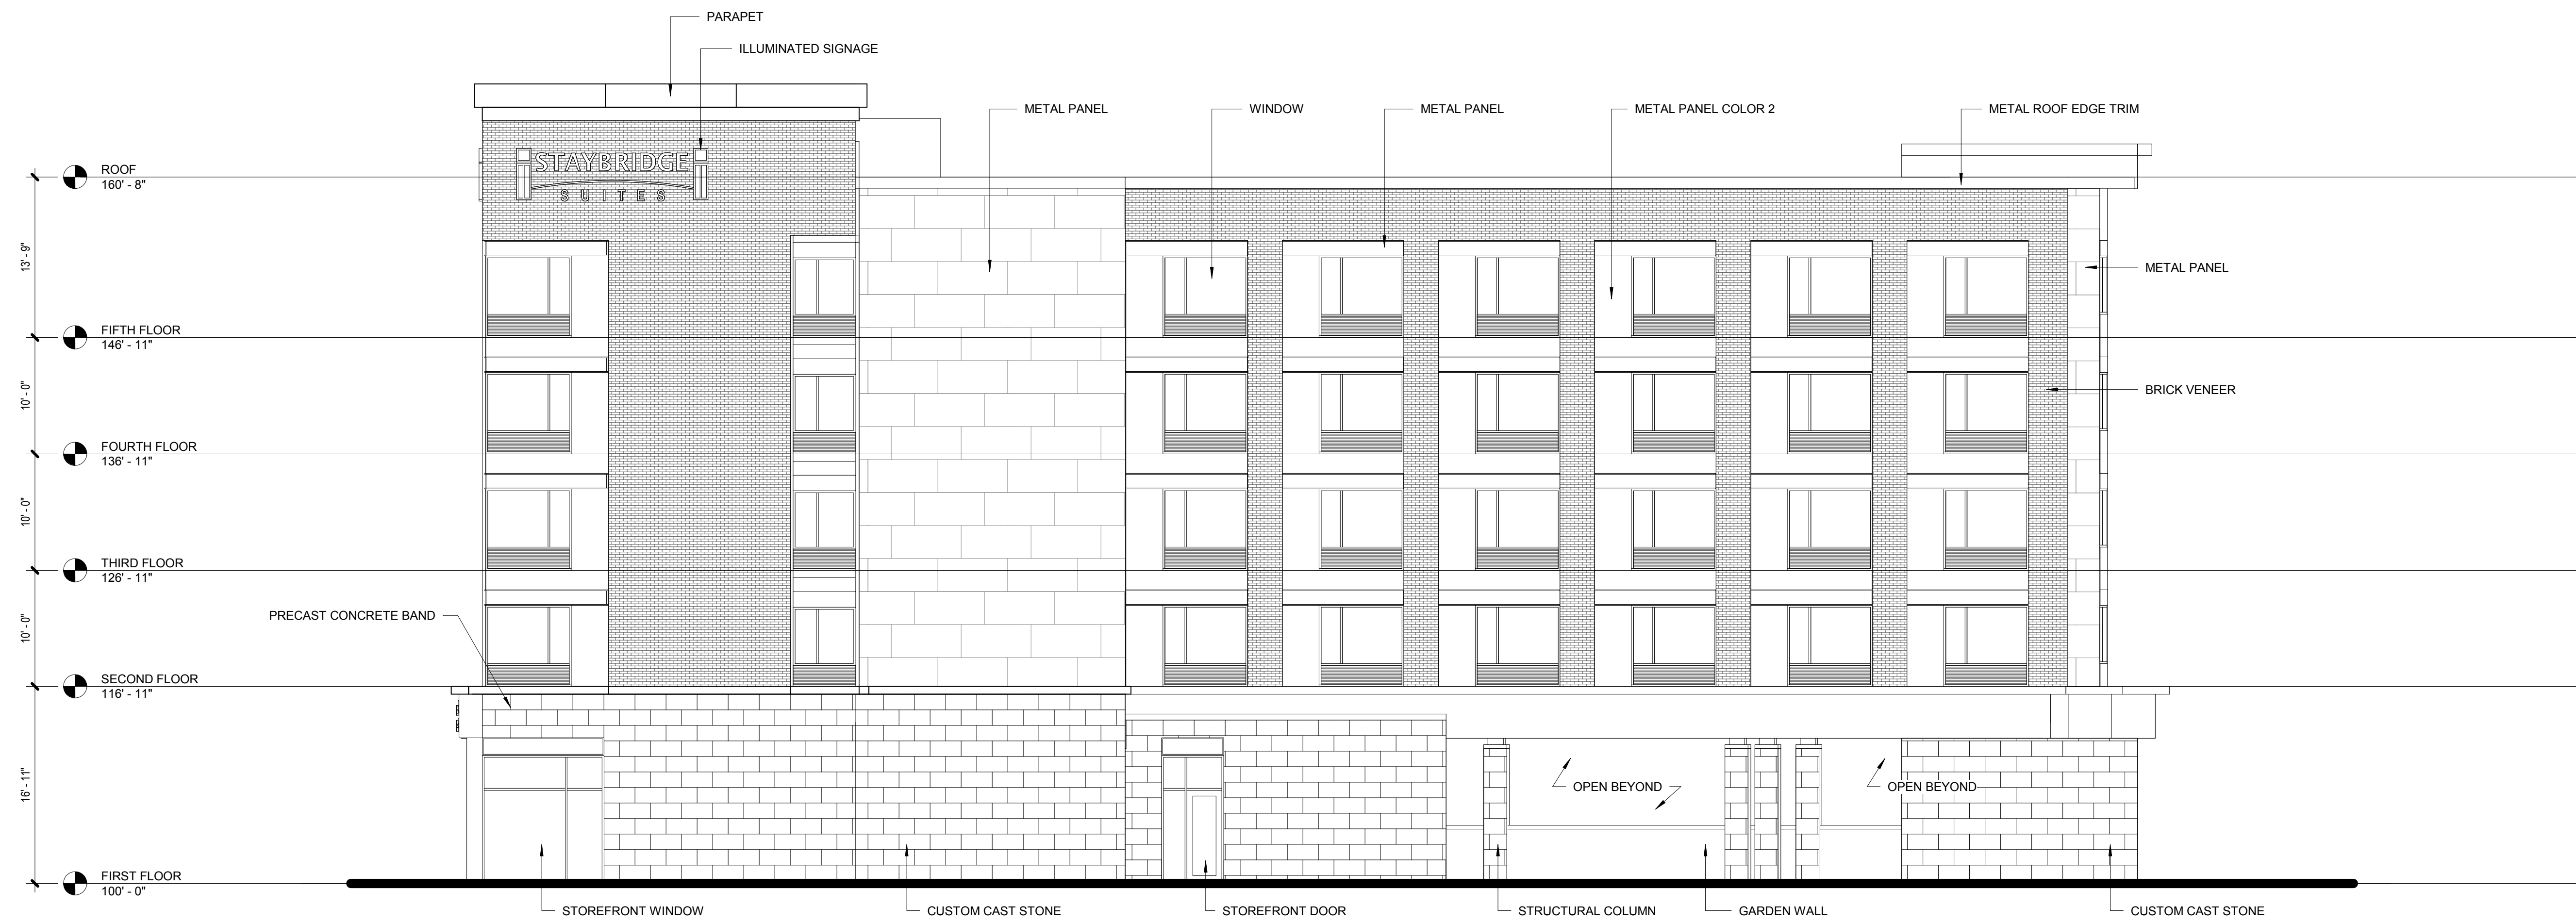 PARAPET
ILLUMINATED SIGNAGE
METAL PANEL
WINDOW
METAL PANEL
METAL PANEL COLOR 2
METAL ROOF EDGE TRIM
STAYBRIDGE
SUITES
ROOF
160' - 8"
13' - 9"
METAL PANEL
FIFTH FLOOR
146' - 11"
10' - 0"
BRICK VENEER
FOURTH FLOOR
136' - 11"
10' - 0"
THIRD FLOOR
126' - 11"
10' - 0"
PRECAST CONCRETE BAND
SECOND FLOOR
116' - 11"
16' - 11"
OPEN BEYOND
OPEN BEYOND
FIRST FLOOR
100' - 0"
STOREFRONT WINDOW
CUSTOM CAST STONE
STOREFRONT DOOR
STRUCTURAL COLUMN
GARDEN WALL
CUSTOM CAST STONE